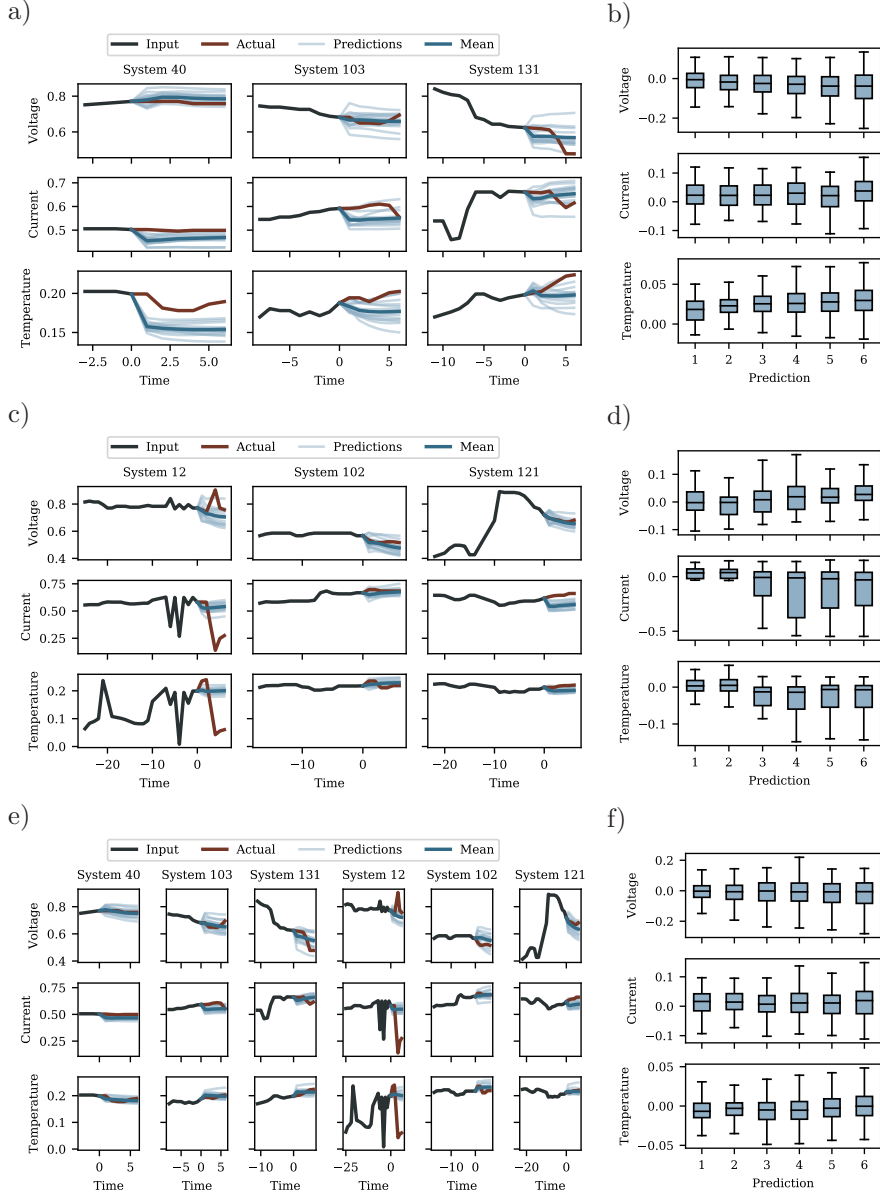 a)
Input Actual Predictions Mean
System 40 System 103 System 131
Voltage
0.8
0.6
Current
0.7
0.6
0.5
Temperature
0.20
0.15
−2.5 0.0 2.5 5.0
−5 0 5
−10 −5 0 5
Time Time Time
b)
Voltage
0.0
−0.2
Current
0.1
0.0
−0.1
Temperature
0.05
0.00
1 2 3 4 5 6
Prediction
c)
Input Actual Predictions Mean
System 12 System 102 System 121
Voltage
0.8
0.6
0.4
Current
0.75
0.50
0.25
Temperature
0.2
0.1
0.0
−20 −10 0
−10 0
−20 −10 0
Time Time Time
d)
Voltage
0.1
0.0
−0.1
Current
0.0
−0.5
Temperature
0.0
−0.1
1 2 3 4 5 6
Prediction
e)
Input Actual Predictions Mean
System 40 System 103 System 131 System 12 System 102 System 121
Voltage
0.8
0.6
0.4
Current
0.75
0.50
0.25
Temperature
0.2
0.1
0.0
0 5
−5 0 5
−10 0
−25 0
−10 0
−20 0
Time Time Time Time Time Time
f)
Voltage
0.2
0.0
−0.2
Current
0.1
0.0
−0.1
Temperature
0.05
0.00
−0.05
1 2 3 4 5 6
Prediction